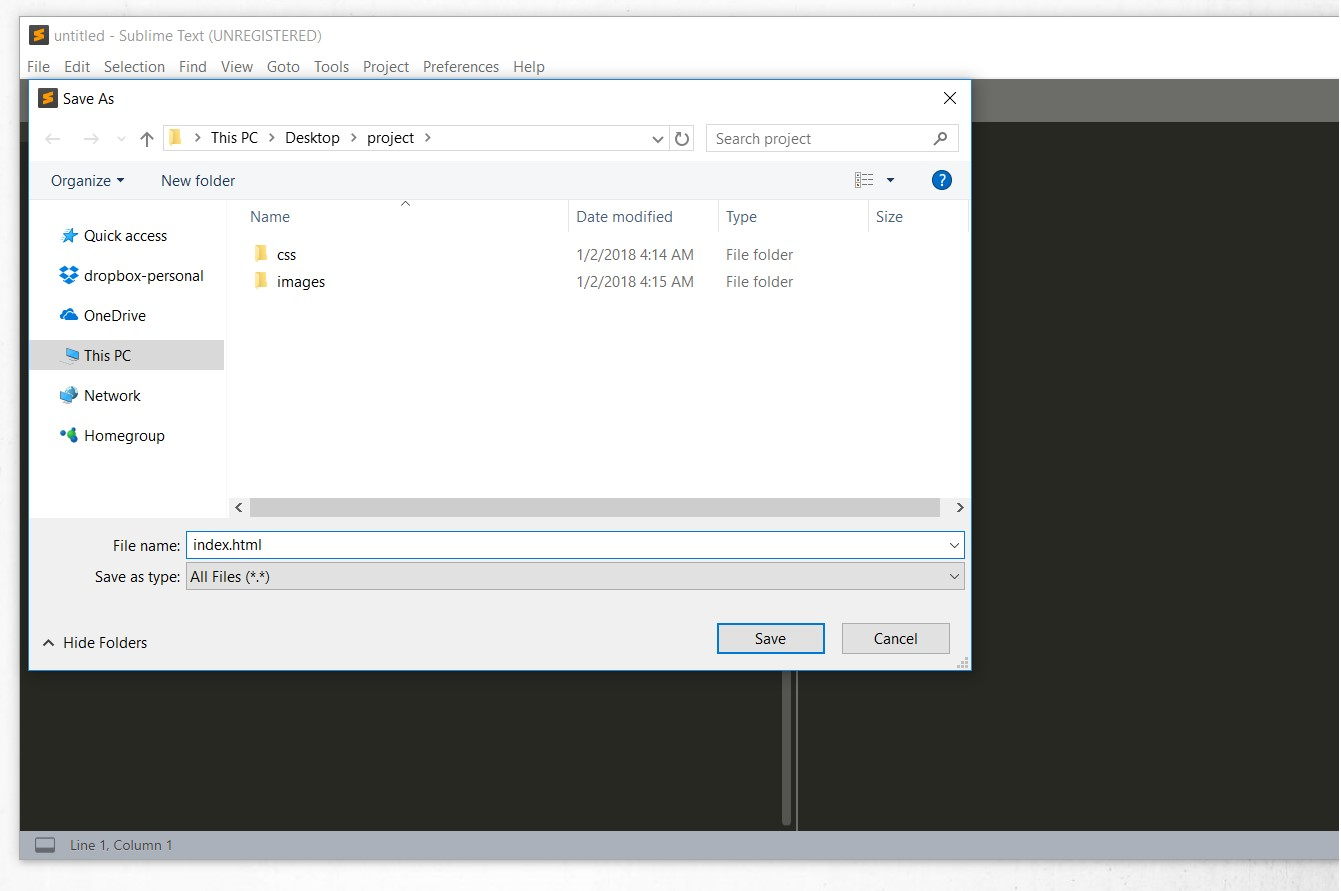 untitled - Sublime Text (UNREGISTERED)
File Edit Selection Find View Goto Tools Project Preferences Help
Save As
This PC Desktop project
Search project
Organize New folder
?
Name Date modified Type Size
Quick access
dropbox-personal
OneDrive
This PC
Network
Homegroup
css 1/2/2018 4:14 AM File folder
images 1/2/2018 4:15 AM File folder
File name: index.html
Save as type: All Files (*.*)
Hide Folders
Save Cancel
Line 1, Column 1